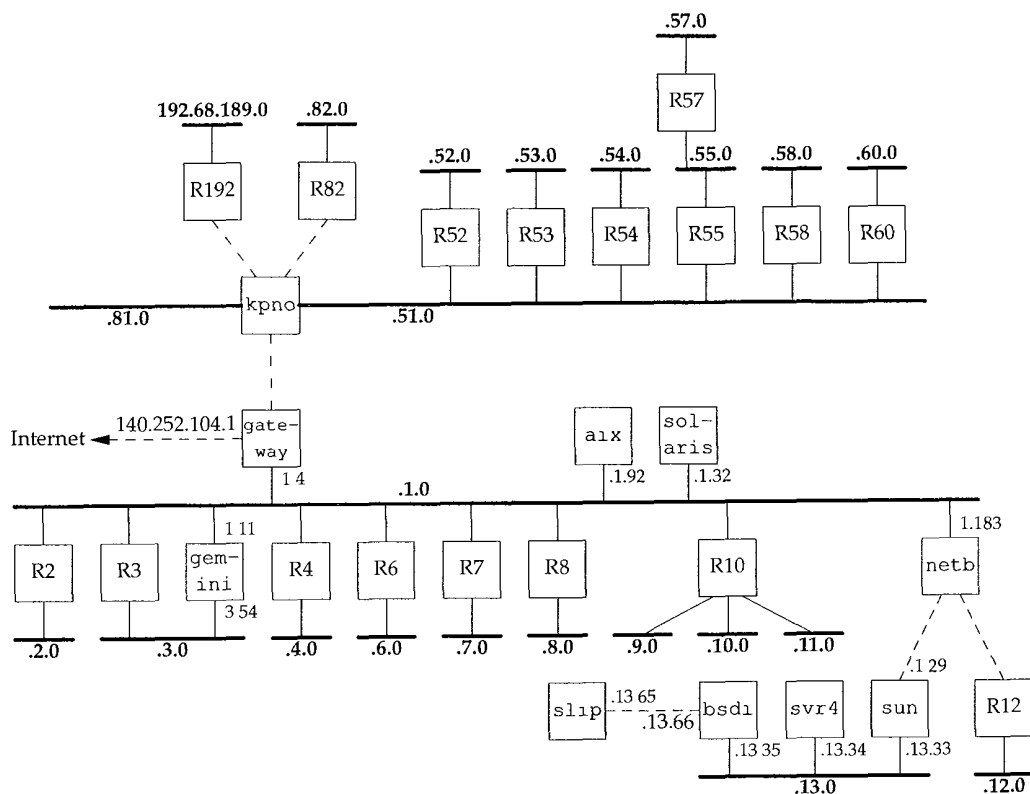 .57.0
R57
192.68.189.0
.82.0
.52.0
.53.0
.54.0
.55.0
.58.0
.60.0
R192
R82
R52
R53
R54
R55
R58
R60
kpno
.81.0
.51.0
Internet
140.252.104.1
gate-
way
aıx
sol-
aris
1 4
.1.92
.1.32
.1.0
1 11
1.183
R2
R3
gem-
ini
R4
R6
R7
R8
R10
netb
3 54
.2.0
.3.0
.4.0
.6.0
.7.0
.8.0
.9.0
.10.0
.11.0
.1 29
slıp
.13 65
.13.66
bsdı
svr4
sun
R12
.13 35
.13.34
.13.33
.13.0
.12.0